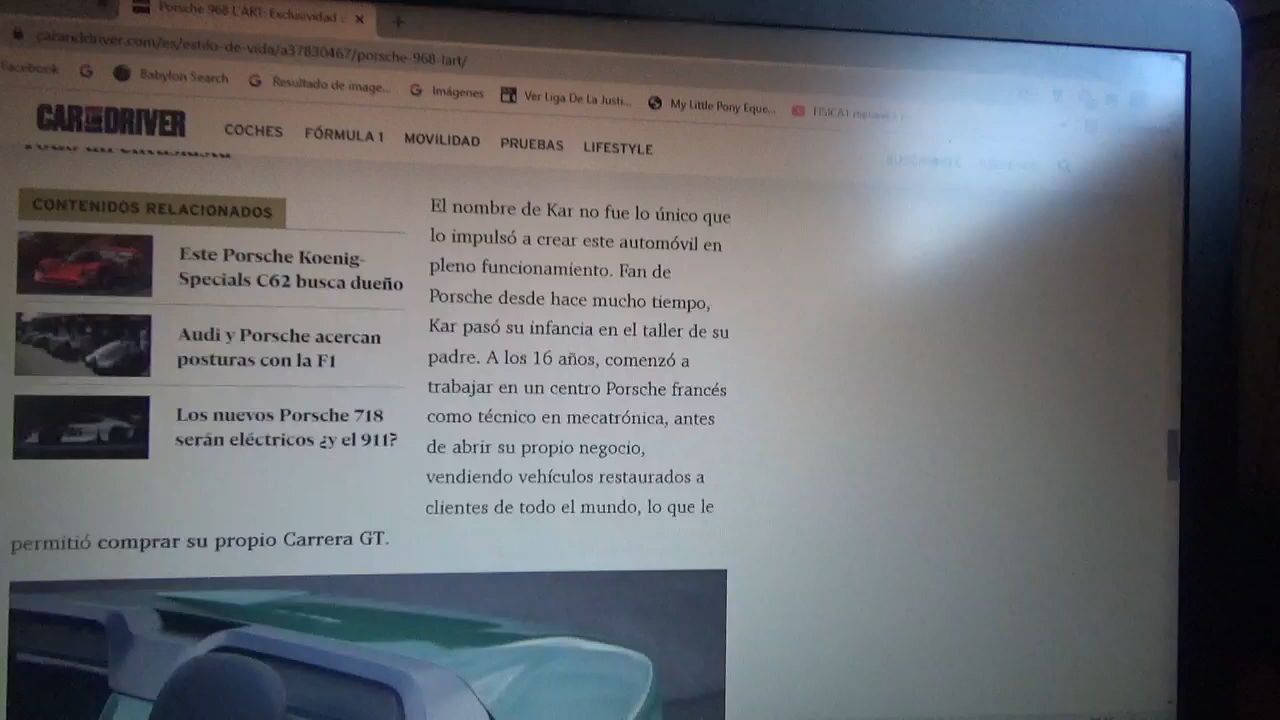 Porsche 968 L'ART: Exclusividad
caranddriver.com/es/estilo-de-vida/a37830467/porsche-968-lart/
Facebook
Babylon Search
Resultado de image...
Imágenes
Ver Liga De La Justi...
My Little Pony Eque...
CAR AND DRIVER
COCHES
FÓRMULA 1
MOVILIDAD
PRUEBAS
LIFESTYLE
CONTENIDOS RELACIONADOS
Este Porsche Koenig-
Specials C62 busca dueño
Audi y Porsche acercan
posturas con la F1
Los nuevos Porsche 718
serán eléctricos ¿y el 911?
El nombre de Kar no fue lo único que
lo impulsó a crear este automóvil en
pleno funcionamiento. Fan de
Porsche desde hace mucho tiempo,
Kar pasó su infancia en el taller de su
padre. A los 16 años, comenzó a
trabajar en un centro Porsche francés
como técnico en mecatrónica, antes
de abrir su propio negocio,
vendiendo vehículos restaurados a
clientes de todo el mundo, lo que le
permitió comprar su propio Carrera GT.